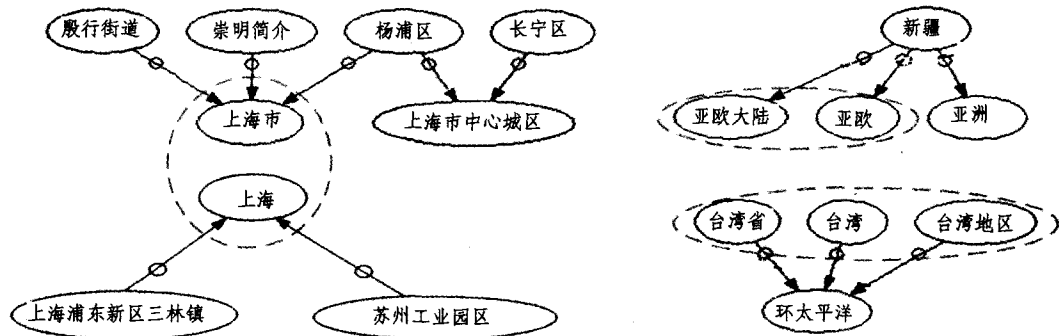 殷行街道 崇明简介 杨浦区 长宁区 新疆
上海市 上海市中心城区 亚欧大陆 亚欧 亚洲
上海 台湾省 台湾 台湾地区
上海浦东新区三林镇 苏州工业园区 环太平洋